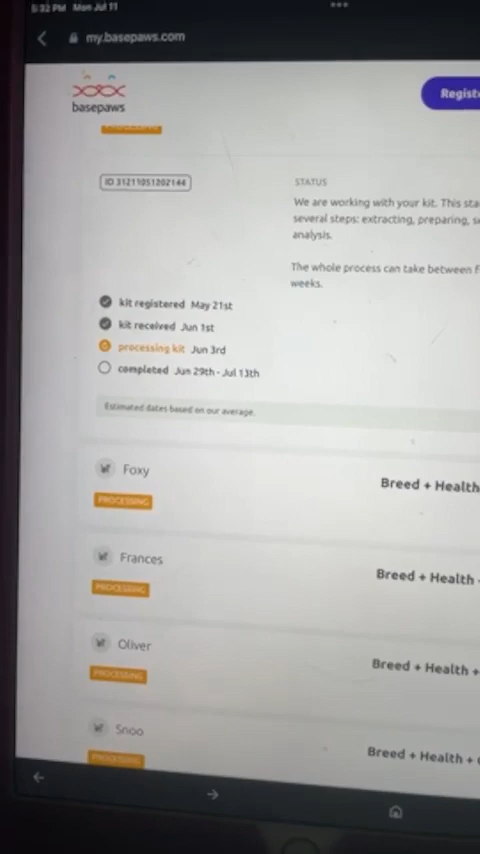 5:32 PM Mon Jul 11
my.basepaws.com
basepaws
PROCESSING
ID 31211051202144
STATUS
We are working with your kit. This
several steps: extracting, preparing,
analysis.
The whole process can take between
weeks.
kit registered May 21st
kit received Jun 1st
processing kit Jun 3rd
completed Jun 29th - Jul 13th
Estimated dates based on our average.
Foxy
Breed + Health
PROCESSING
Frances
Breed + Health
PROCESSING
Oliver
Breed + Health +
PROCESSING
Snoo
Breed + Health +
PROCESSING